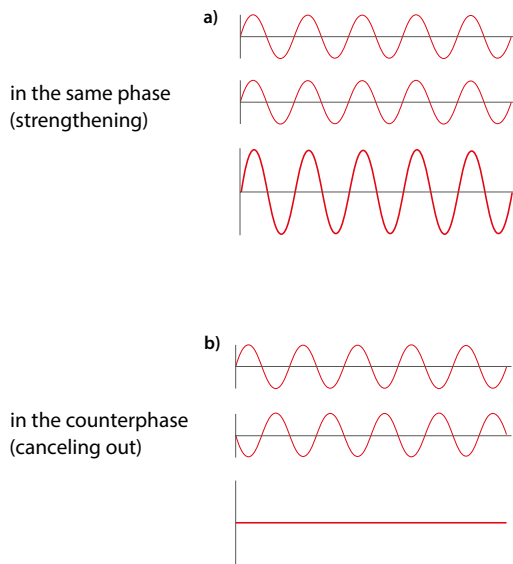 a)
in the same phase
(strengthening)
b)
in the counterphase
(canceling out)